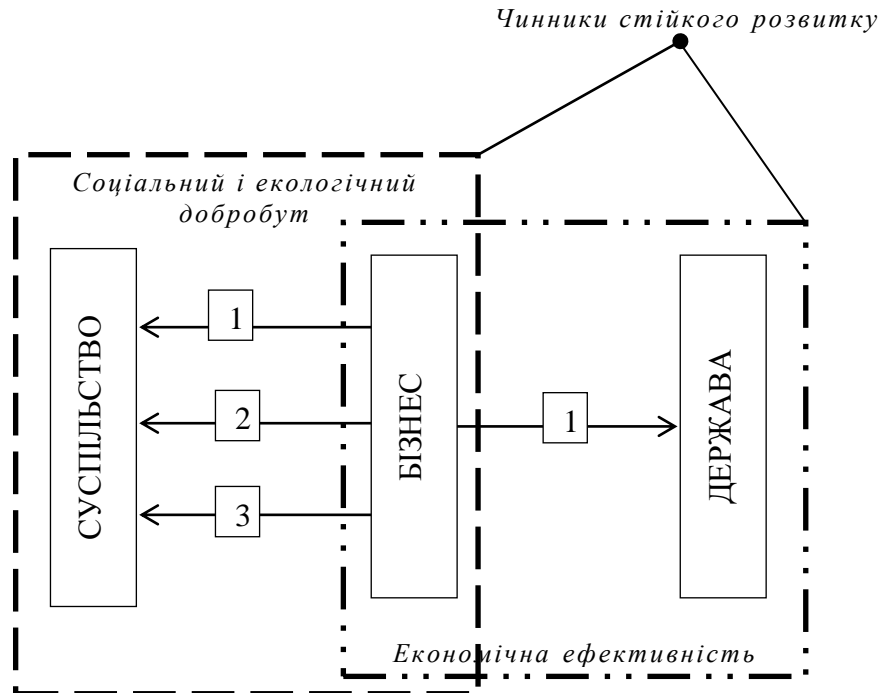 Чинники стійкого розвитку
Соціальний і екологічний
добробут
СУСПІЛЬСТВО
1
2
3
БІЗНЕС
1
ДЕРЖАВА
Економічна ефективність